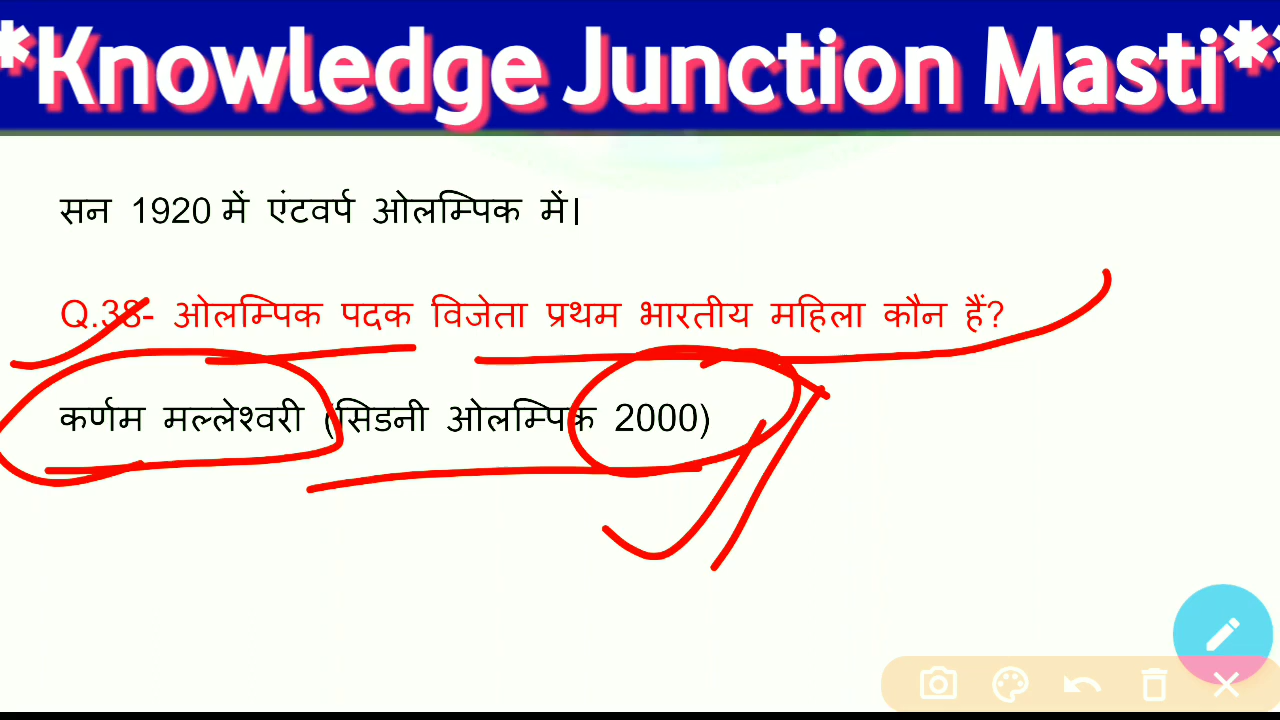 *Knowledge Junction Masti**
सन 1920 में एंटवर्प ओलम्पिक में|
Q.38- ओलम्पिक पदक विजेता प्रथम भारतीय महिला कौन हैं?
कर्णम मल्लेश्वरी (सिडनी ओलम्पिक 2000)